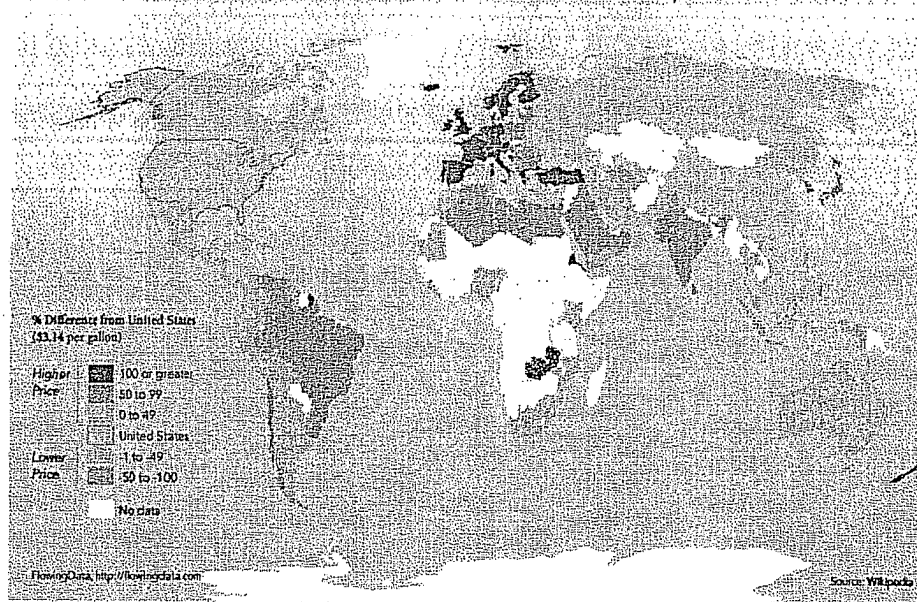 % Difference from United States
($3.14 per gallon)
Higher
Price
100 or greater
50 to 99
0 to 49
United States
Lower
Price
-1 to -49
-50 to -100
No data
FlowingData, http://flowingdata.com
Source: Wikipedia